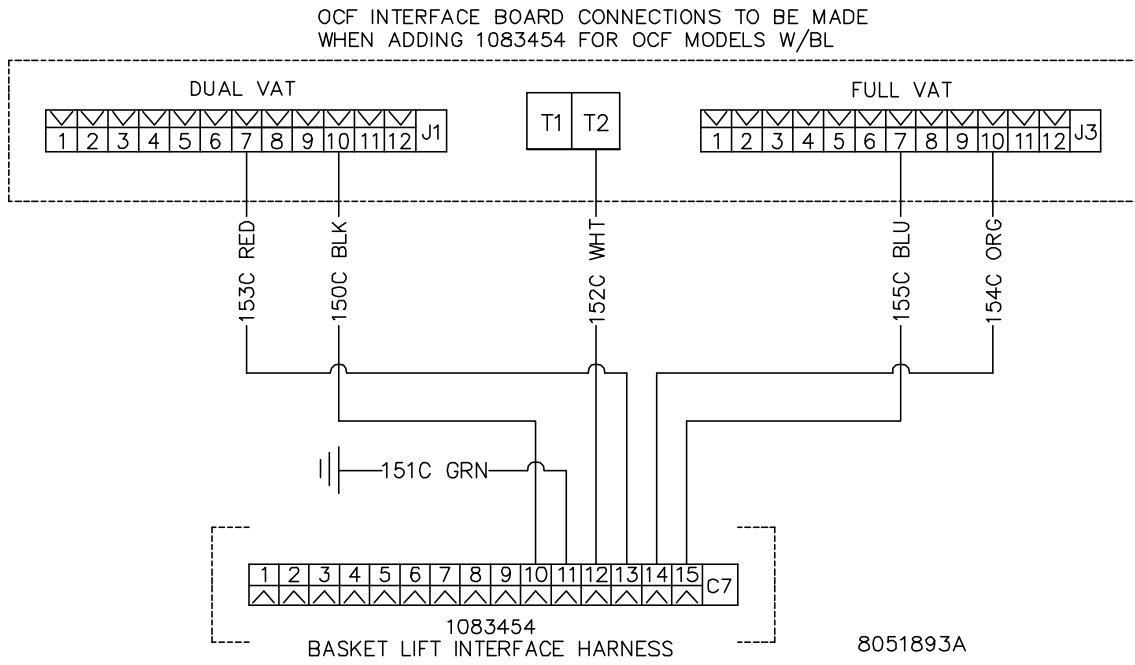 OCF INTERFACE BOARD CONNECTIONS TO BE MADE
WHEN ADDING 1083454 FOR OCF MODELS W/BL
DUAL VAT
FULL VAT
1 2 3 4 5 6 7 8 9 10 11 12 J1
T1 T2
1 2 3 4 5 6 7 8 9 10 11 12 J3
153C RED
150C BLK
152C WHT
155C BLU
154C ORG
151C GRN
1 2 3 4 5 6 7 8 9 10 11 12 13 14 15 C7
1083454
BASKET LIFT INTERFACE HARNESS
8051893A